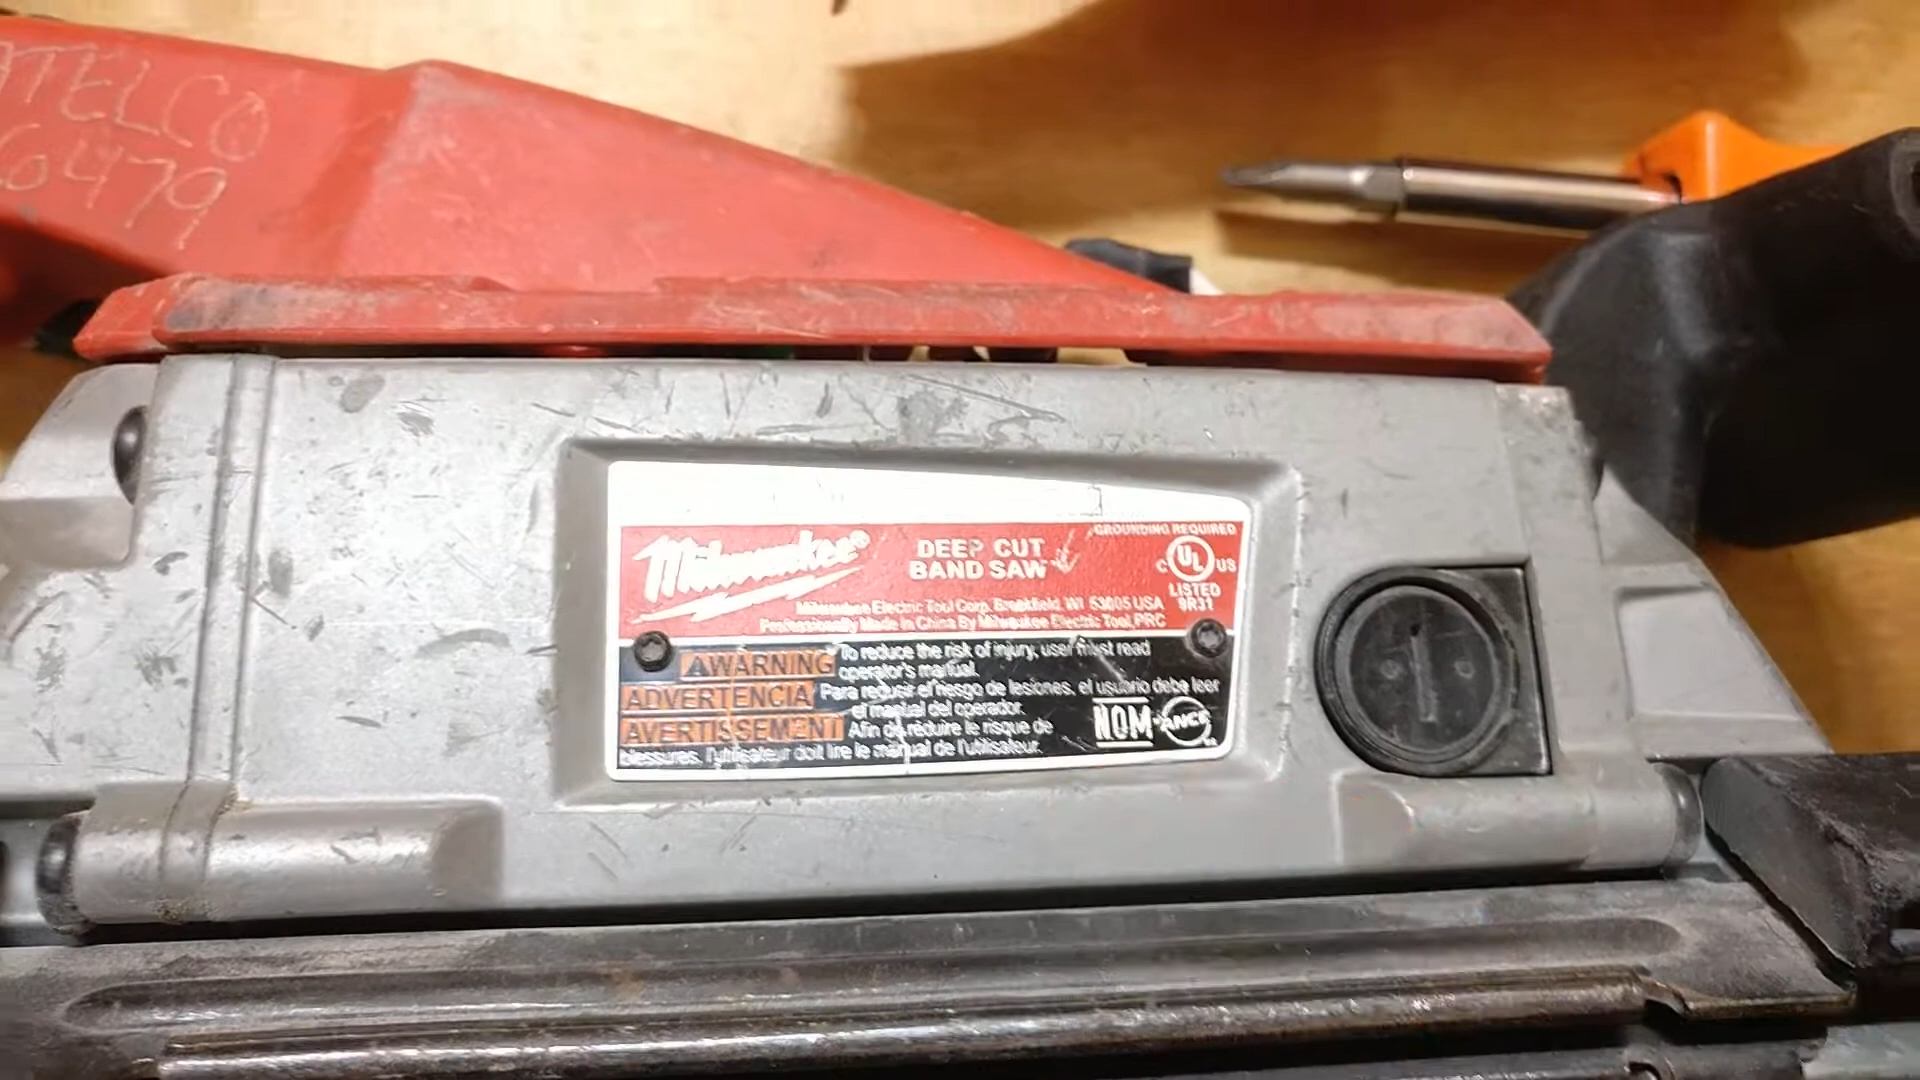 ATELCO
6479
Milwaukee®
DEEP CUT
BAND SAW
GROUNDING REQUIRED
C UL US
LISTED
9R31
Milwaukee Electric Tool Corp. Brookfield, WI 53005 USA
Professionally Made in China By Milwaukee Electric Tool, PRC
WARNING To reduce the risk of injury, user must read
operator's manual.
ADVERTENCIA Para reducir el riesgo de lesiones, el usuario debe leer
el manual del operador.
AVERTISSEMENT Afin de réduire le risque de
blessures, l'utilisateur doit lire le manual de l'utilisateur.
NOM ANCE